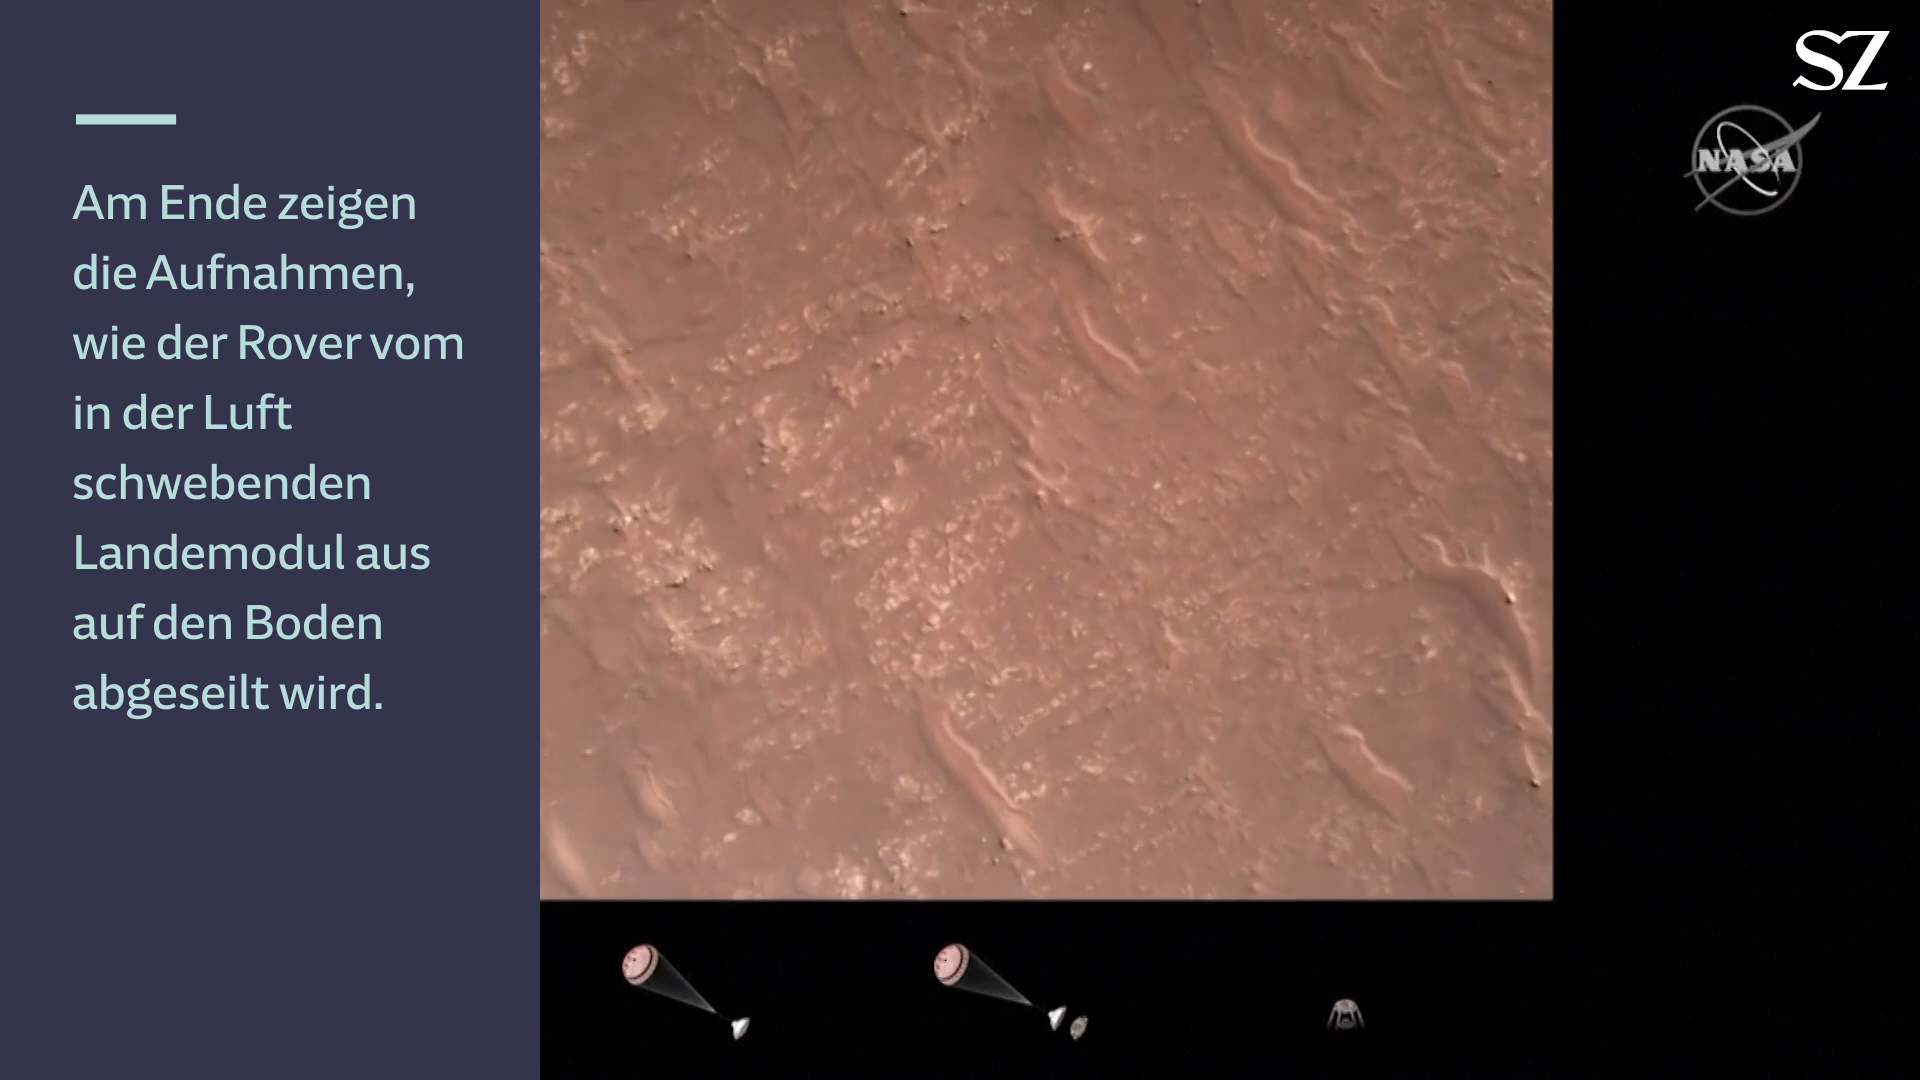 Am Ende zeigen
die Aufnahmen,
wie der Rover vom
in der Luft
schwebenden
Landemodul aus
auf den Boden
abgeseilt wird.
SZ
NASA